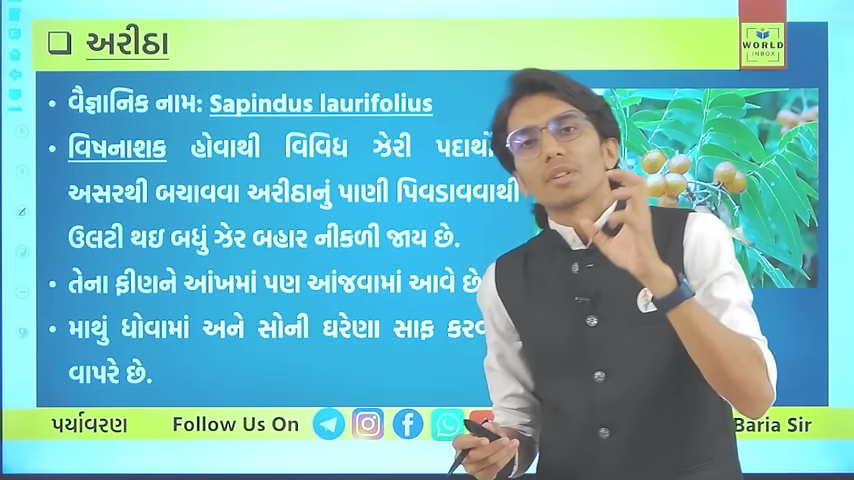 ❑ અરીઠા
WORLD
INBOX
• વૈજ્ઞાનિક નામ: Sapindus laurifolius
• વિષનાશક હોવાથી વિવિધ ઝેરી પદાર્થો
અસરથી બચાવવા અરીઠાનું પાણી પિવડાવવાથી
ઉલટી થઇ બધું ઝેર બહાર નીકળી જાય છે.
• તેના ફીણને આંખમાં પણ આંજવામાં આવે છે
• માથું ધોવામાં અને સોની ઘરેણા સાફ
વાપરે છે.
પર્યાવરણ Follow Us On Baria Sir